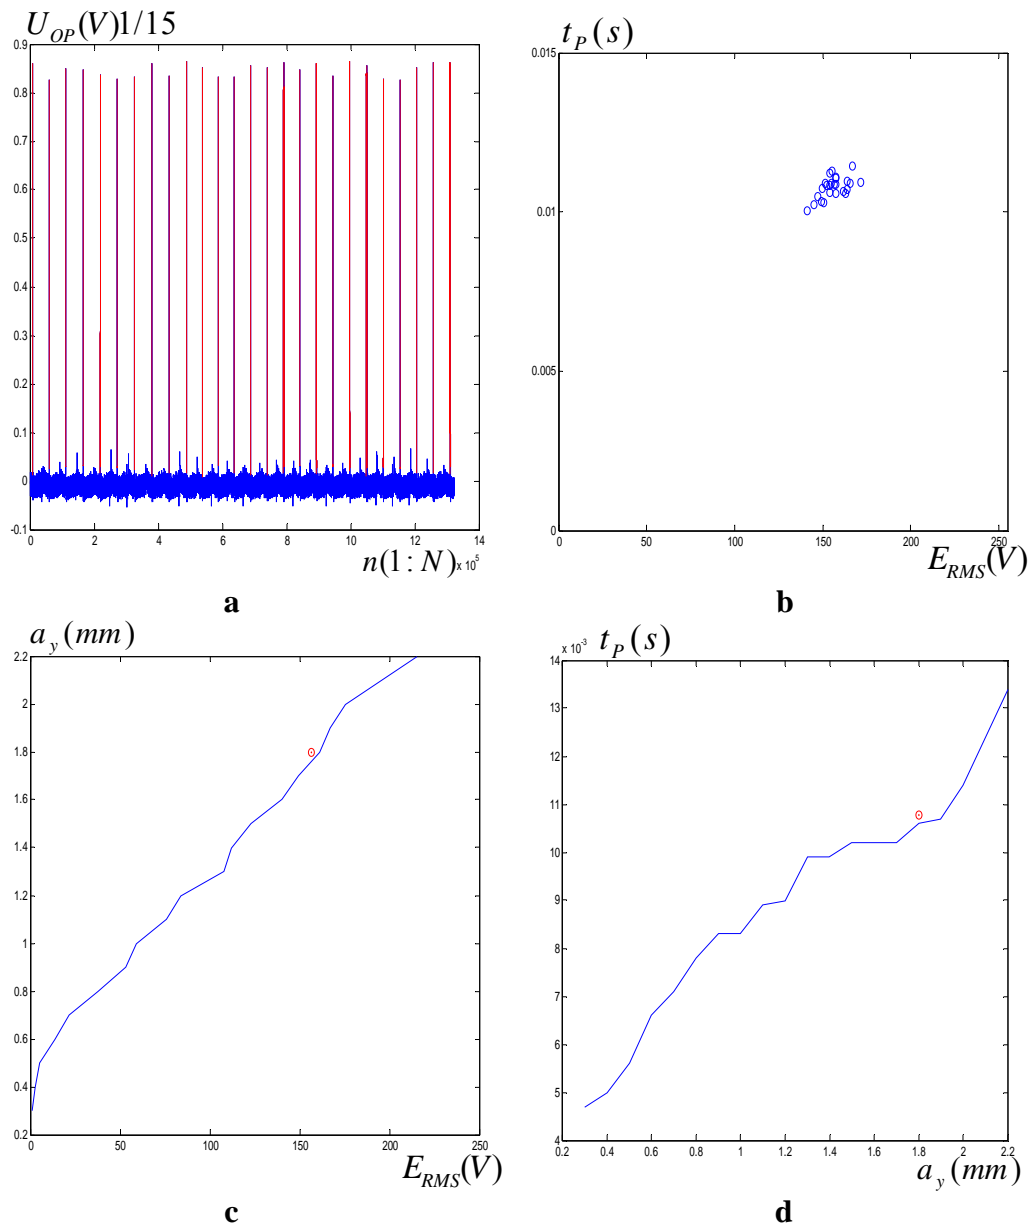 U_OP(V)1/15
0.9
0.8
0.7
0.6
0.5
0.4
0.3
0.2
0.1
0
-0.1
0 2 4 6 8 10 12 14
n(1:N) x 10^5
a
t_P(s)
0.015
0.01
0.005
0
0 50 100 150 200 250
E_RMS(V)
b
a_y(mm)
2.2
2
1.8
1.6
1.4
1.2
1
0.8
0.6
0.4
0.2
0 50 100 150 200 250
E_RMS(V)
c
x 10^-3 t_P(s)
14
13
12
11
10
9
8
7
6
5
4
0.2 0.4 0.6 0.8 1 1.2 1.4 1.6 1.8 2 2.2
a_y(mm)
d